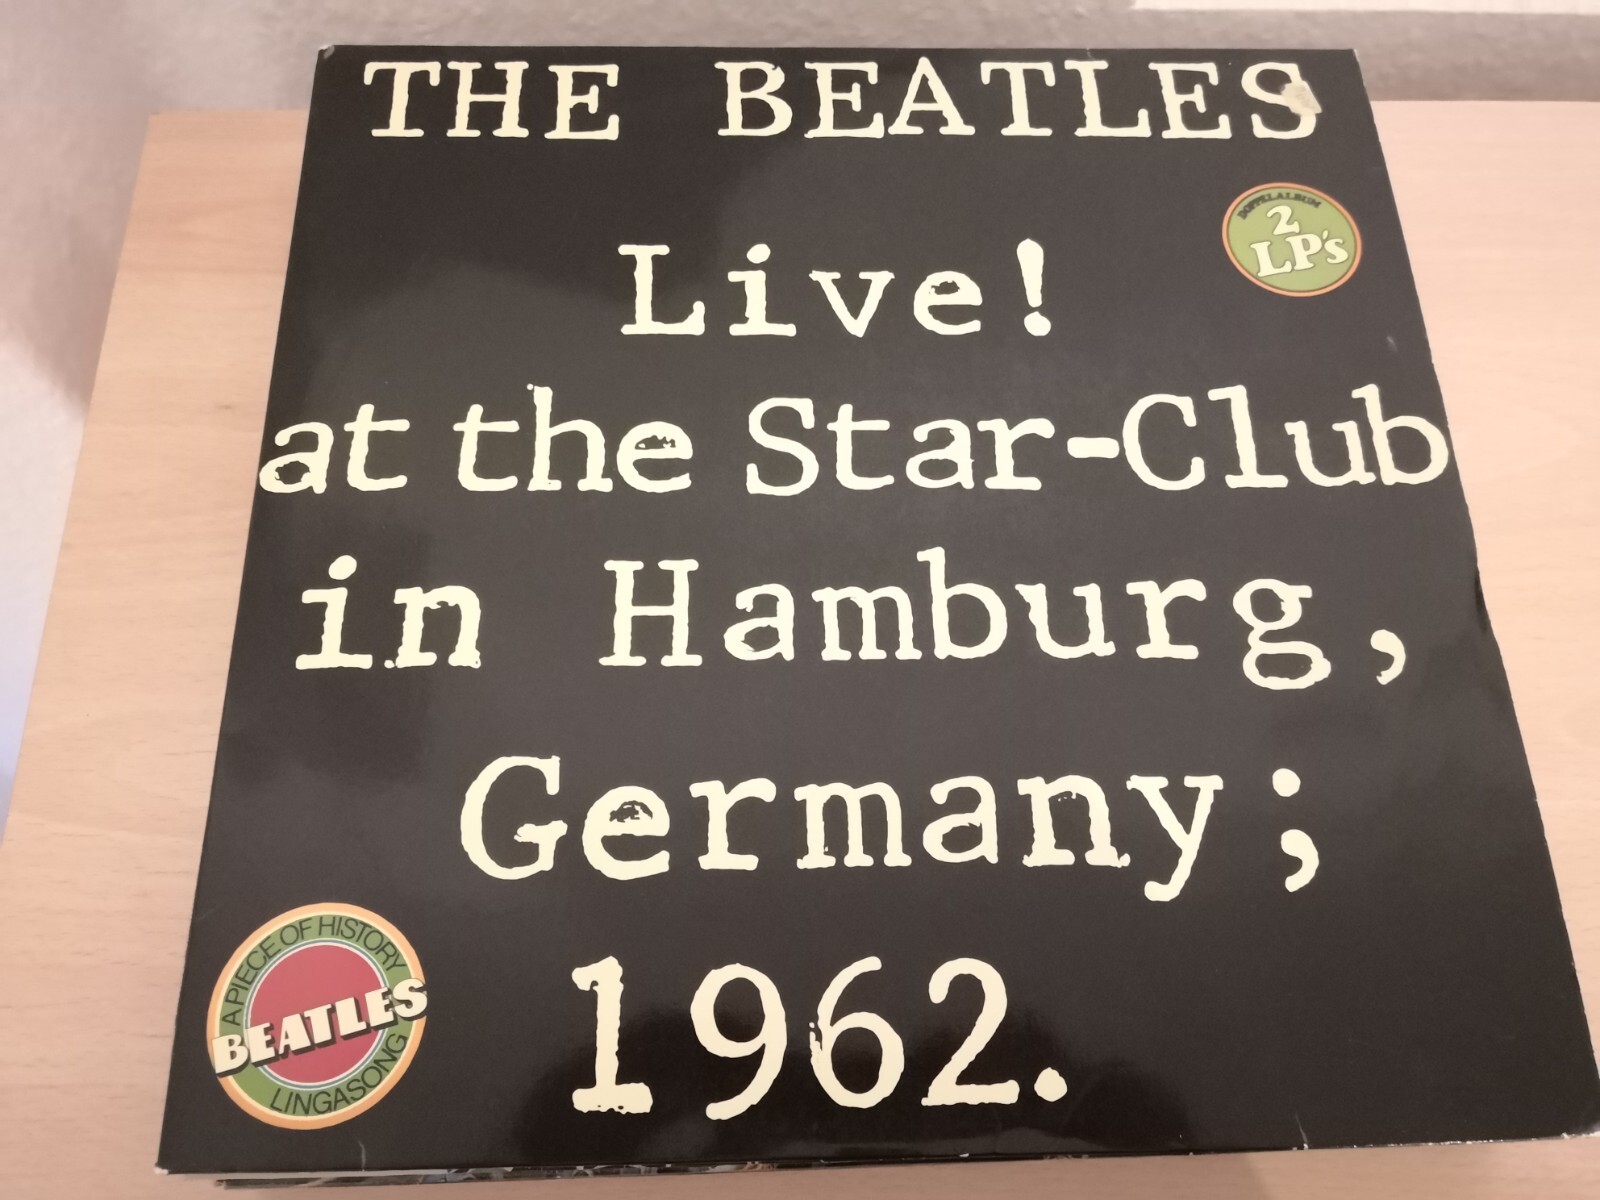 THE BEATLES
DOPPELALBUM
2
LP's
Live!
at the Star-Club
in Hamburg,
Germany;
1962.
A PIECE OF HISTORY
BEATLES
LINGASONG